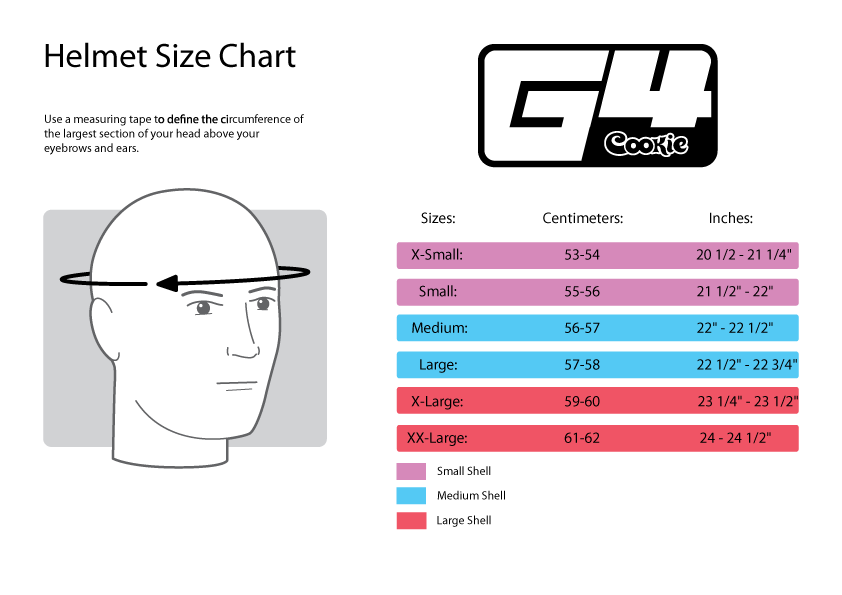 Helmet Size Chart
Use a measuring tape to define the circumference of
the largest section of your head above your
eyebrows and ears.
G4
Cookie
Sizes: Centimeters: Inches:
X-Small: 53-54 20 1/2 - 21 1/4"
Small: 55-56 21 1/2" - 22"
Medium: 56-57 22" - 22 1/2"
Large: 57-58 22 1/2" - 22 3/4"
X-Large: 59-60 23 1/4" - 23 1/2"
XX-Large: 61-62 24 - 24 1/2"
Small Shell
Medium Shell
Large Shell